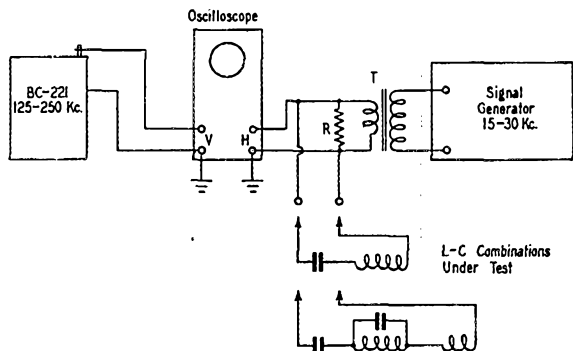 Oscilloscope
BC-221
125-250 Kc.
V
H
R
T
Signal
Generator
15-30 Kc.
L-C Combinations
Under Test